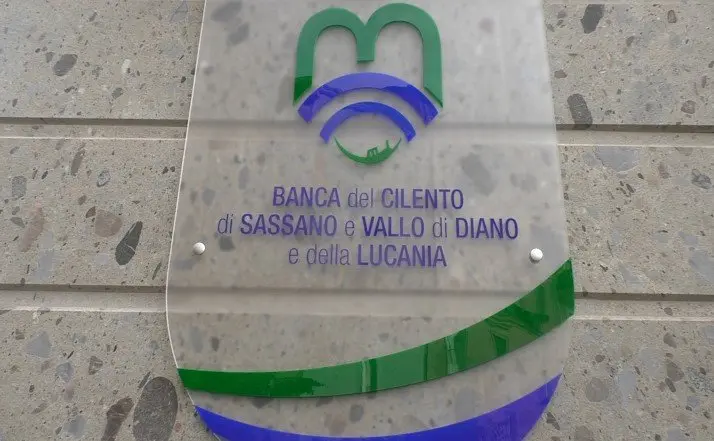 BANCA del CILENTO
di SASSANO e VALLO di DIANO
e della LUCANIA